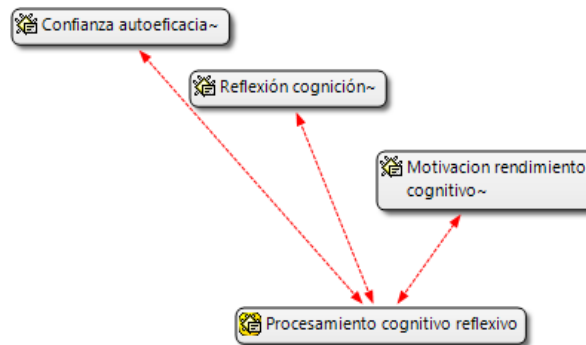 Confianza autoeficacia~
Reflexión cognición~
Motivacion rendimiento
cognitivo~
Procesamiento cognitivo reflexivo